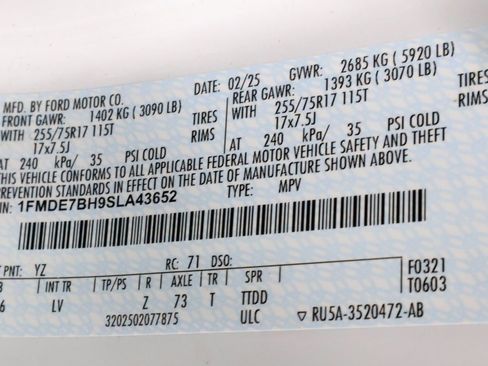 MFD. BY FORD MOTOR CO.
DATE: 02/25 GVWR: 2685 KG ( 5920 LB)
FRONT GAWR: 1402 KG ( 3090 LB) REAR GAWR: 1393 KG ( 3070 LB)
WITH 255/75R17 115T TIRES WITH 255/75R17 115T TIRES
17x7.5J RIMS 17x7.5J RIMS
AT 240 kPa/ 35 PSI COLD AT 240 kPa/ 35 PSI COLD
THIS VEHICLE CONFORMS TO ALL APPLICABLE FEDERAL MOTOR VEHICLE SAFETY AND THEFT
PREVENTION STANDARDS IN EFFECT ON THE DATE OF MANUFACTURE SHOWN ABOVE.
IN: 1FMDE7BH9SLA43652
TYPE: MPV
T PNT: YZ RC: 71 DSO:
INT TR TP/PS R AXLE TR SPR
6 LV Z 73 T TTDD
3202502077875 ULC
F0321
T0603
▽ RU5A-3520472-AB